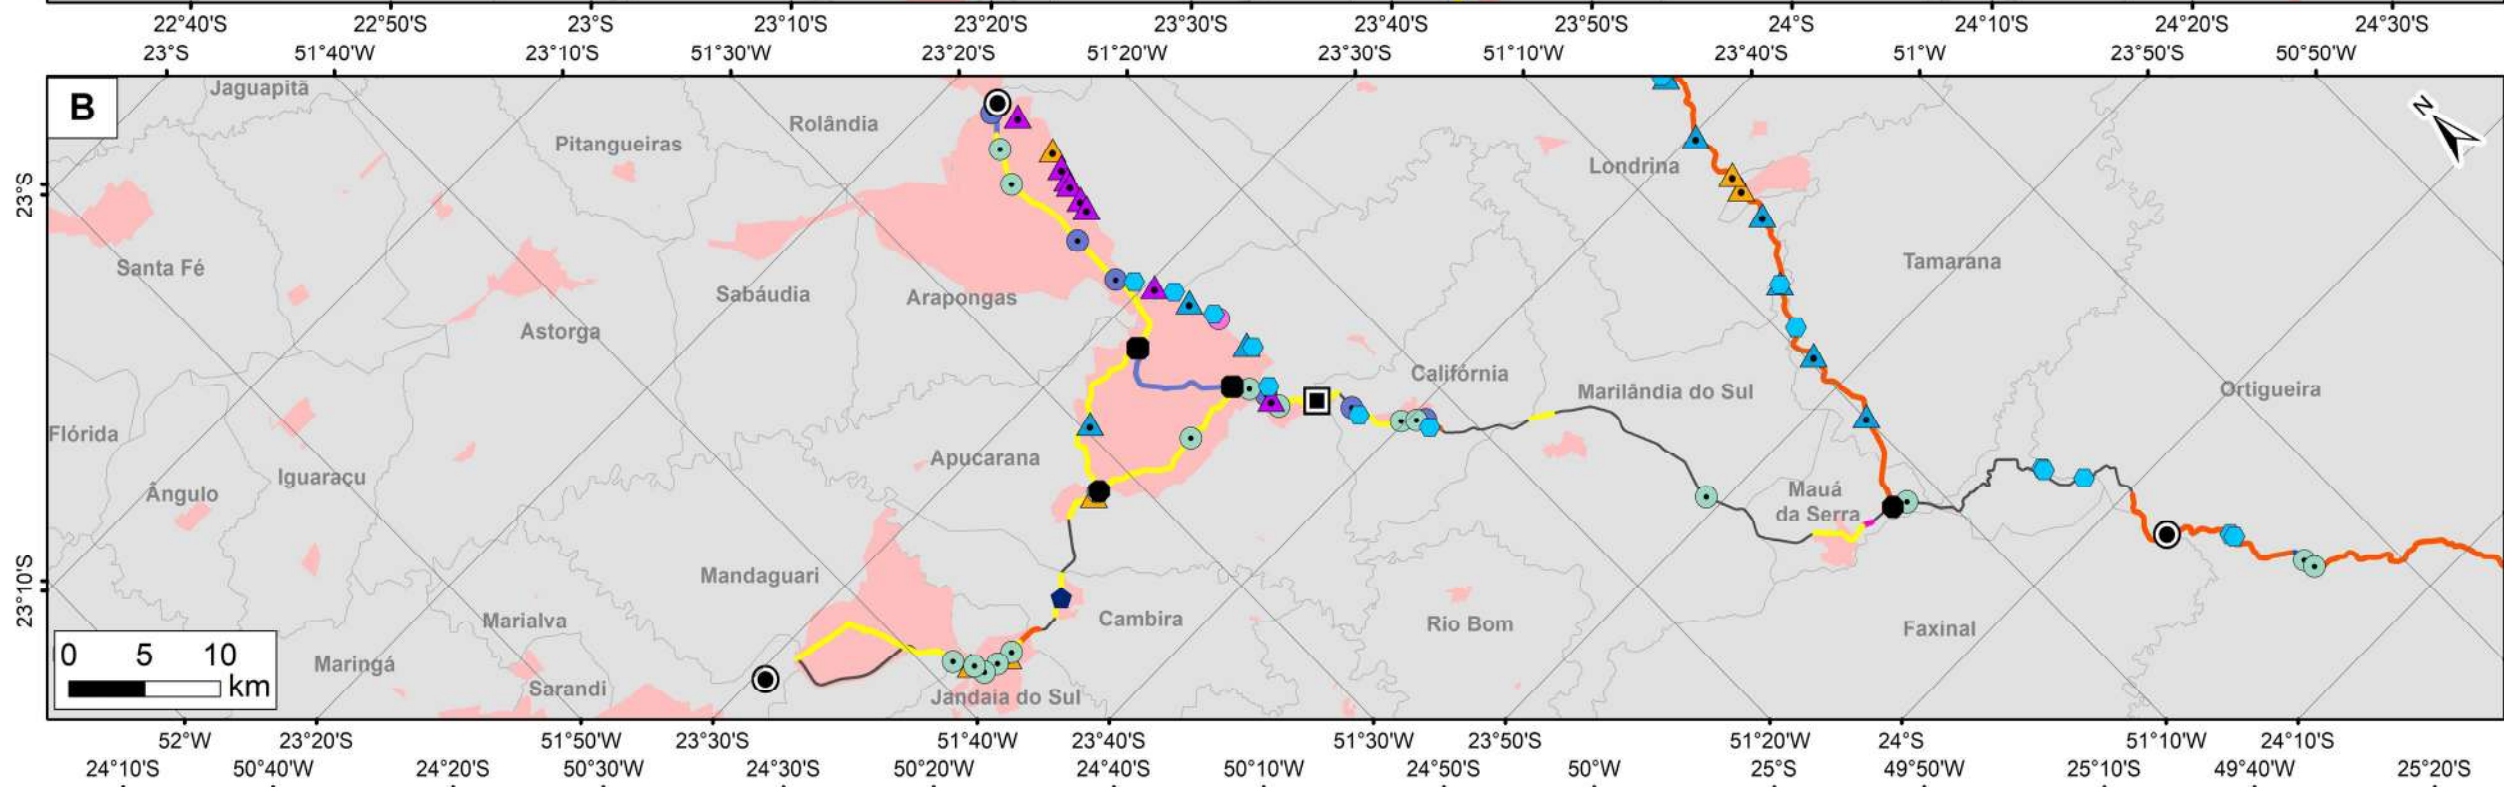 22°40'S 22°50'S 23°S 23°10'S 23°20'S 23°30'S 23°40'S 23°50'S 24°S 24°10'S 24°20'S 24°30'S
23°S 51°40'W 23°10'S 51°30'W 23°20'S 51°20'W 23°30'S 51°10'W 23°40'S 51°W 23°50'S 50°50'W
B
Jaguapitã
N
Rolândia
Pitangueiras
Londrina
23°S
Santa Fé
Tamarana
Sabáudia
Arapongas
Astorga
Califórnia
Marilândia do Sul
Ortigueira
Flórida
Apucarana
Iguaraçu
Ângulo
Mauá
da Serra
23°10'S
Mandaguari
Marialva
Cambira
Rio Bom
Faxinal
Maringá
Sarandi
Jandaia do Sul
0 5 10
km
52°W 23°20'S 51°50'W 23°30'S 51°40'W 23°40'S 51°30'W 23°50'S 51°20'W 24°S 51°10'W 24°10'S
24°10'S 50°40'W 24°20'S 50°30'W 24°30'S 50°20'W 24°40'S 50°10'W 24°50'S 50°W 25°S 49°50'W 25°10'S 49°40'W 25°20'S